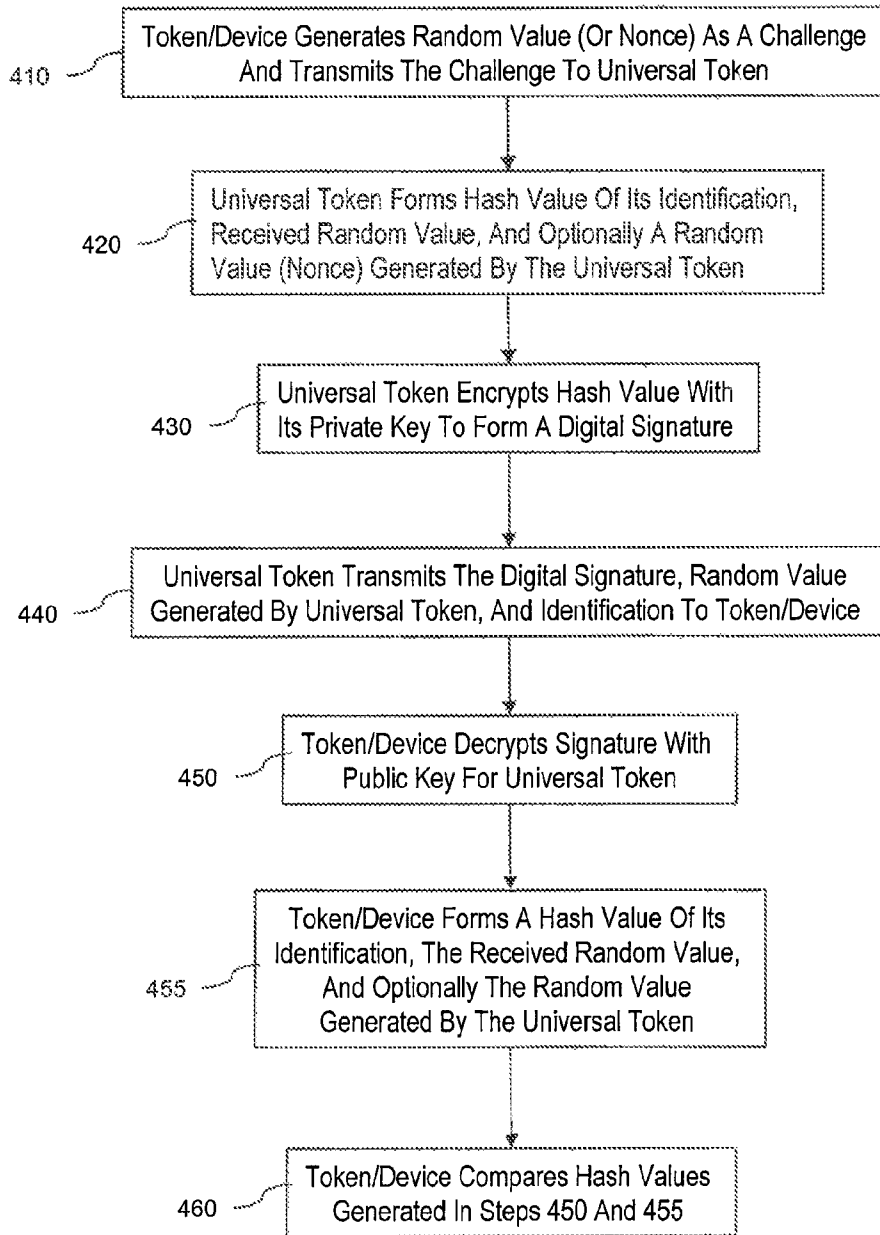 Token/Device Generates Random Value (Or Nonce) As A Challenge
And Transmits The Challenge To Universal Token
410
Universal Token Forms Hash Value Of Its Identification,
Received Random Value, And Optionally A Random
Value (Nonce) Generated By The Universal Token
420
Universal Token Encrypts Hash Value With
Its Private Key To Form A Digital Signature
430
Universal Token Transmits The Digital Signature, Random Value
Generated By Universal Token, And Identification To Token/Device
440
Token/Device Decrypts Signature With
Public Key For Universal Token
450
Token/Device Forms A Hash Value Of Its
Identification, The Received Random Value,
And Optionally The Random Value
Generated By The Universal Token
455
Token/Device Compares Hash Values
Generated In Steps 450 And 455
460